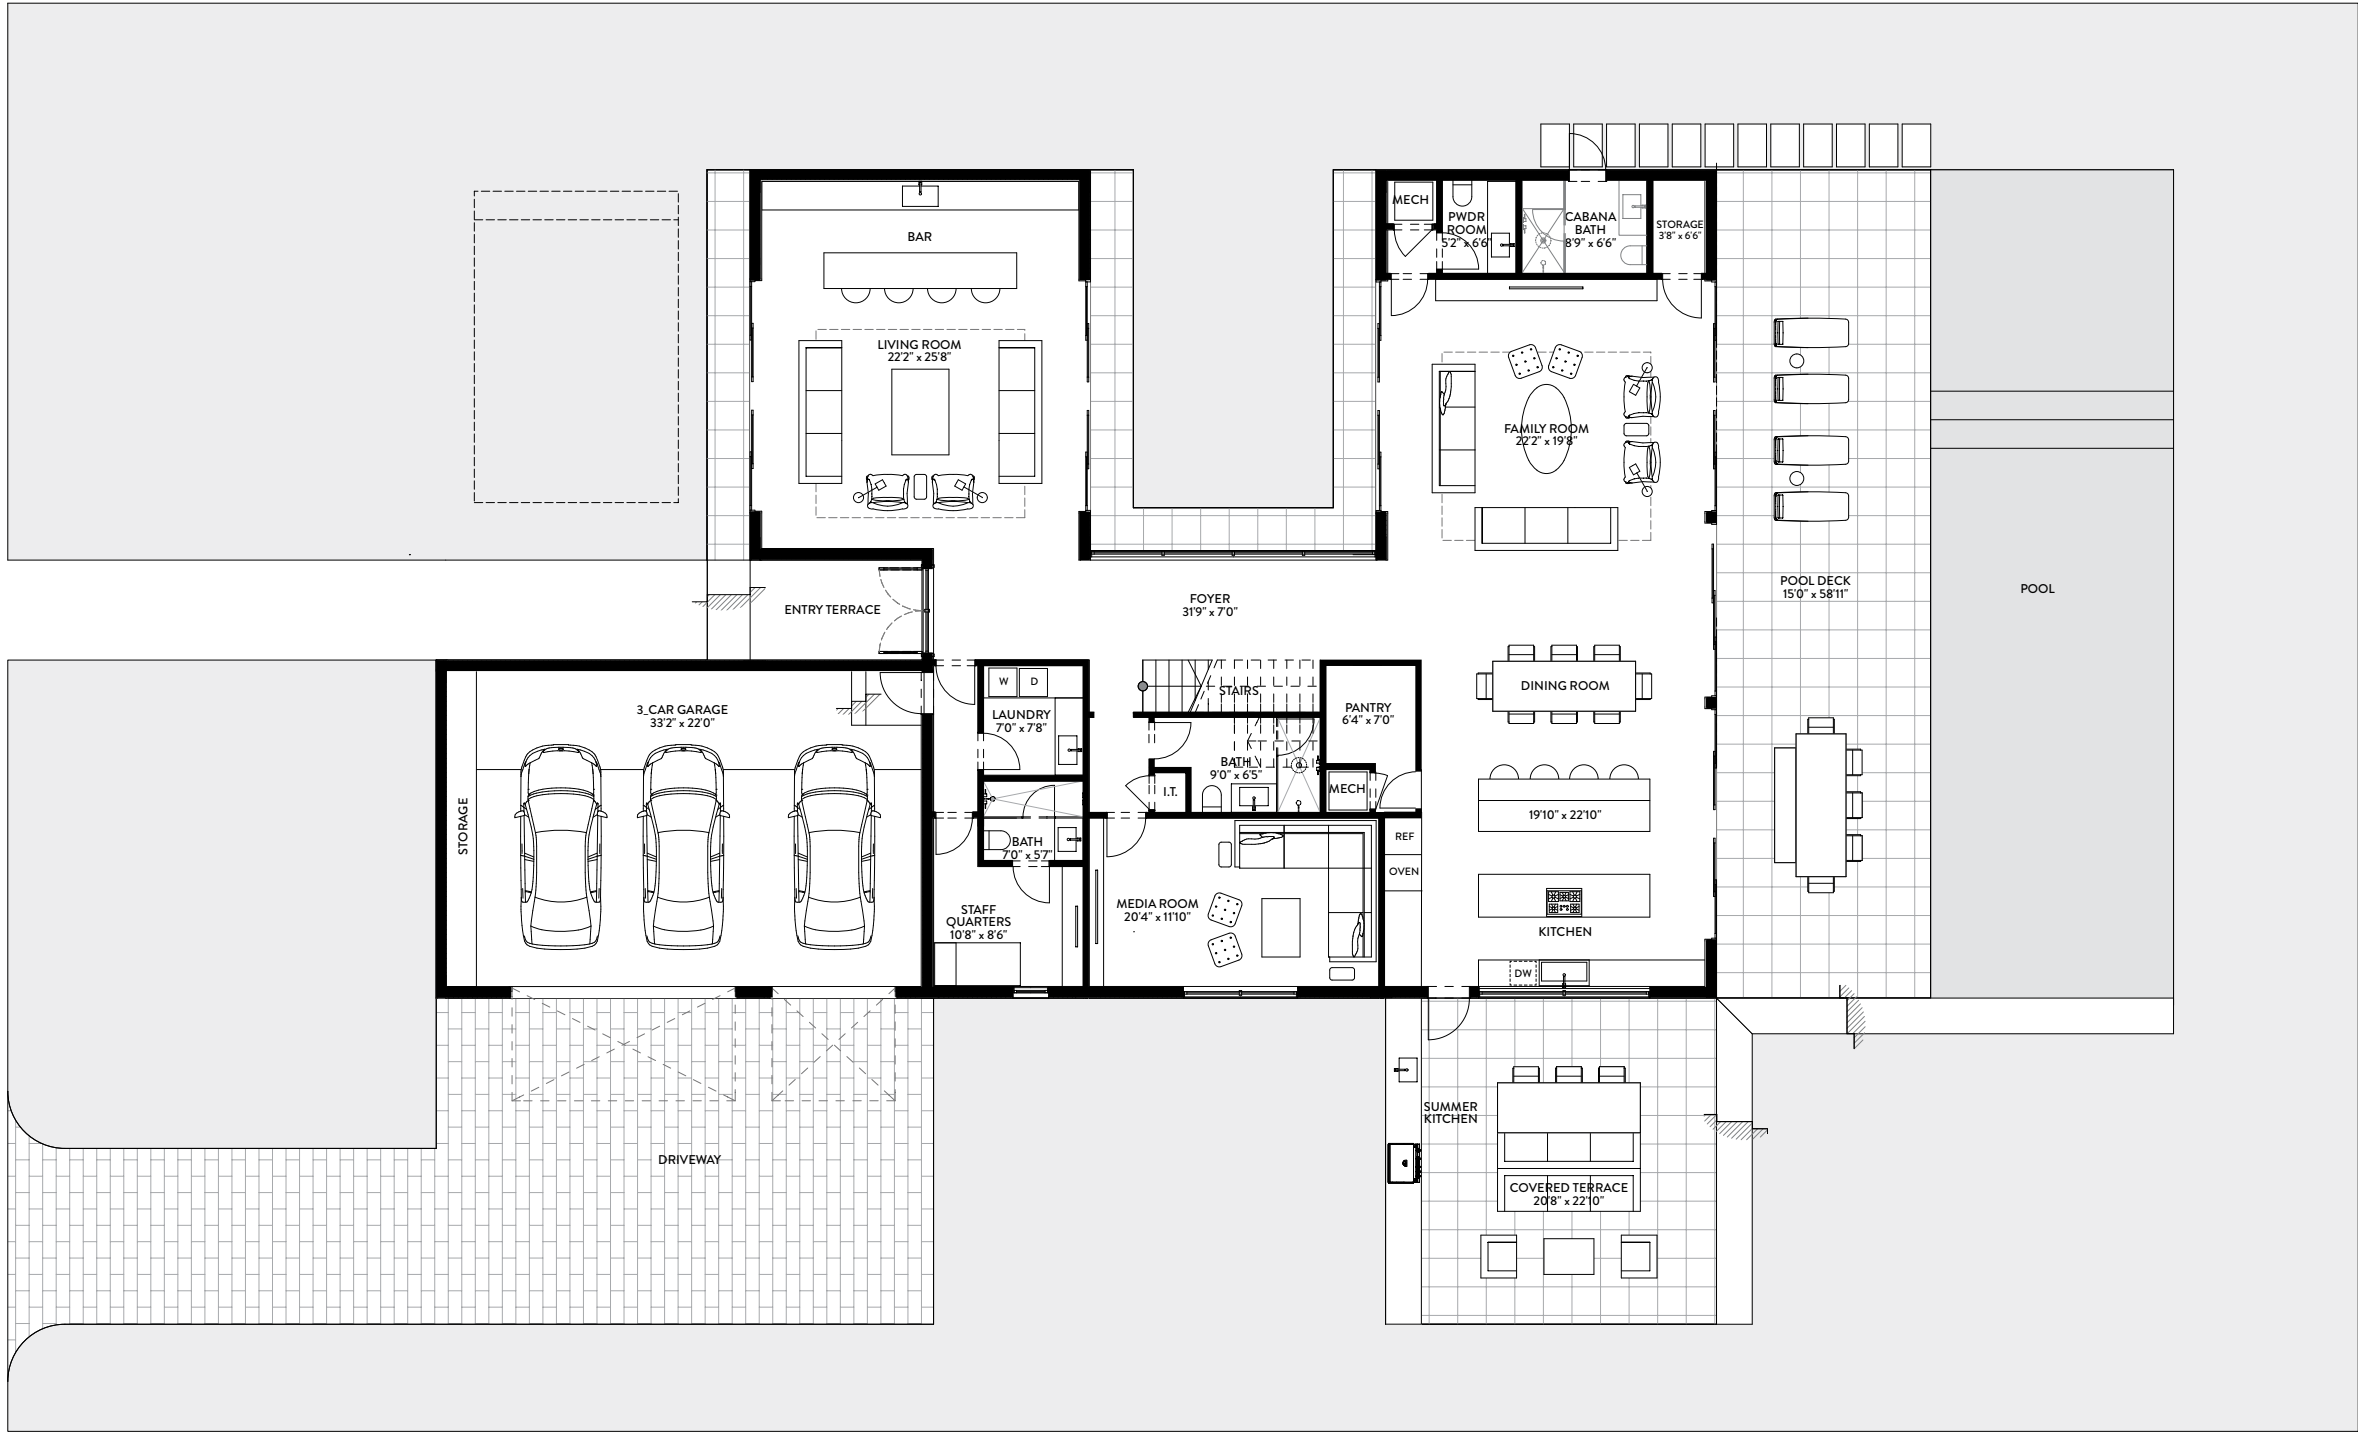 MECH
PWDR
ROOM
5'2" x 6'6"
CABANA
BATH
8'9" x 6'6"
STORAGE
3'8" x 6'6"
BAR
LIVING ROOM
22'2" x 25'8"
FAMILY ROOM
22'2" x 19'8"
POOL DECK
15'0" x 58'11"
POOL
ENTRY TERRACE
FOYER
31'9" x 7'0"
W
D
STAIRS
DINING ROOM
3_CAR GARAGE
33'2" x 22'0"
LAUNDRY
7'0" x 7'8"
PANTRY
6'4" x 7'0"
BATH
9'0" x 6'5"
I.T.
MECH
STORAGE
19'10" x 22'10"
BATH
7'0" x 5'7"
REF
OVEN
STAFF
QUARTERS
10'8" x 8'6"
MEDIA ROOM
20'4" x 11'10"
KITCHEN
DW
SUMMER
KITCHEN
DRIVEWAY
COVERED TERRACE
20'8" x 22'10"